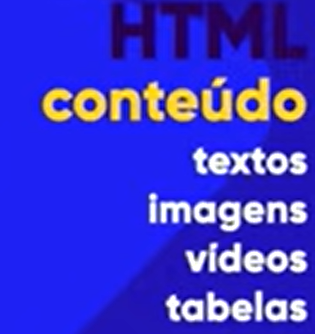 HTML
conteúdo
textos
imagens
vídeos
tabelas